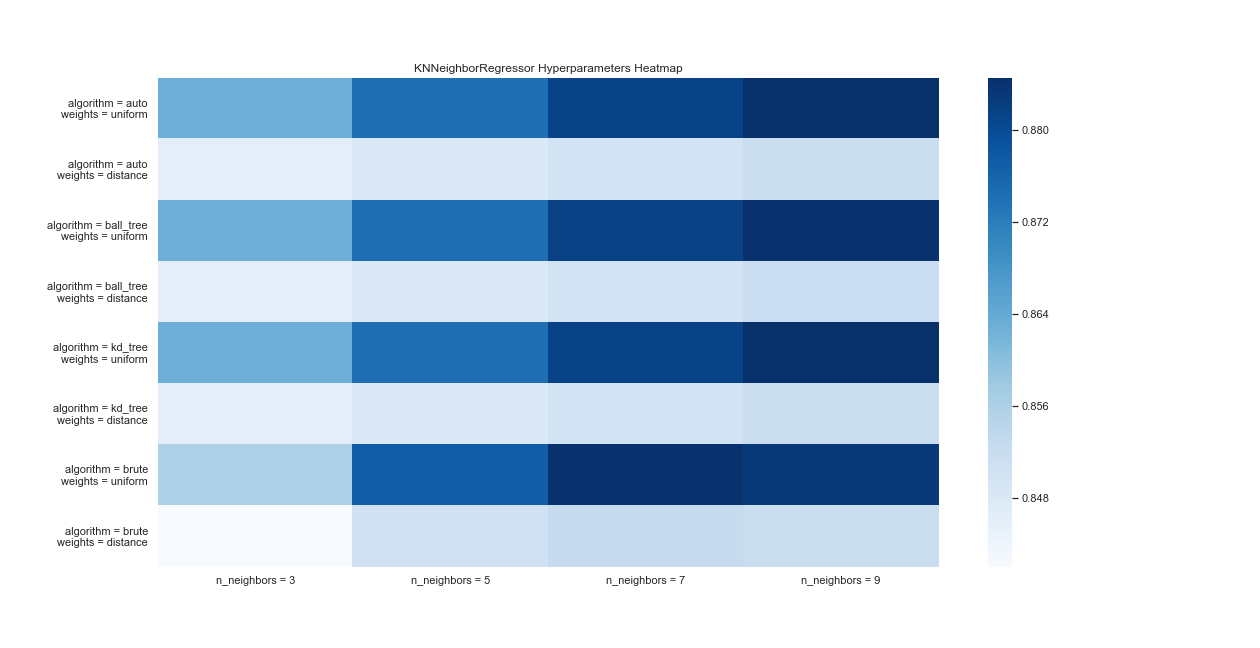 KNNeighborRegressor Hyperparameters Heatmap
algorithm = auto
weights = uniform
algorithm = auto
weights = distance
algorithm = ball_tree
weights = uniform
algorithm = ball_tree
weights = distance
algorithm = kd_tree
weights = uniform
algorithm = kd_tree
weights = distance
algorithm = brute
weights = uniform
algorithm = brute
weights = distance
n_neighbors = 3
n_neighbors = 5
n_neighbors = 7
n_neighbors = 9
0.880
0.872
0.864
0.856
0.848